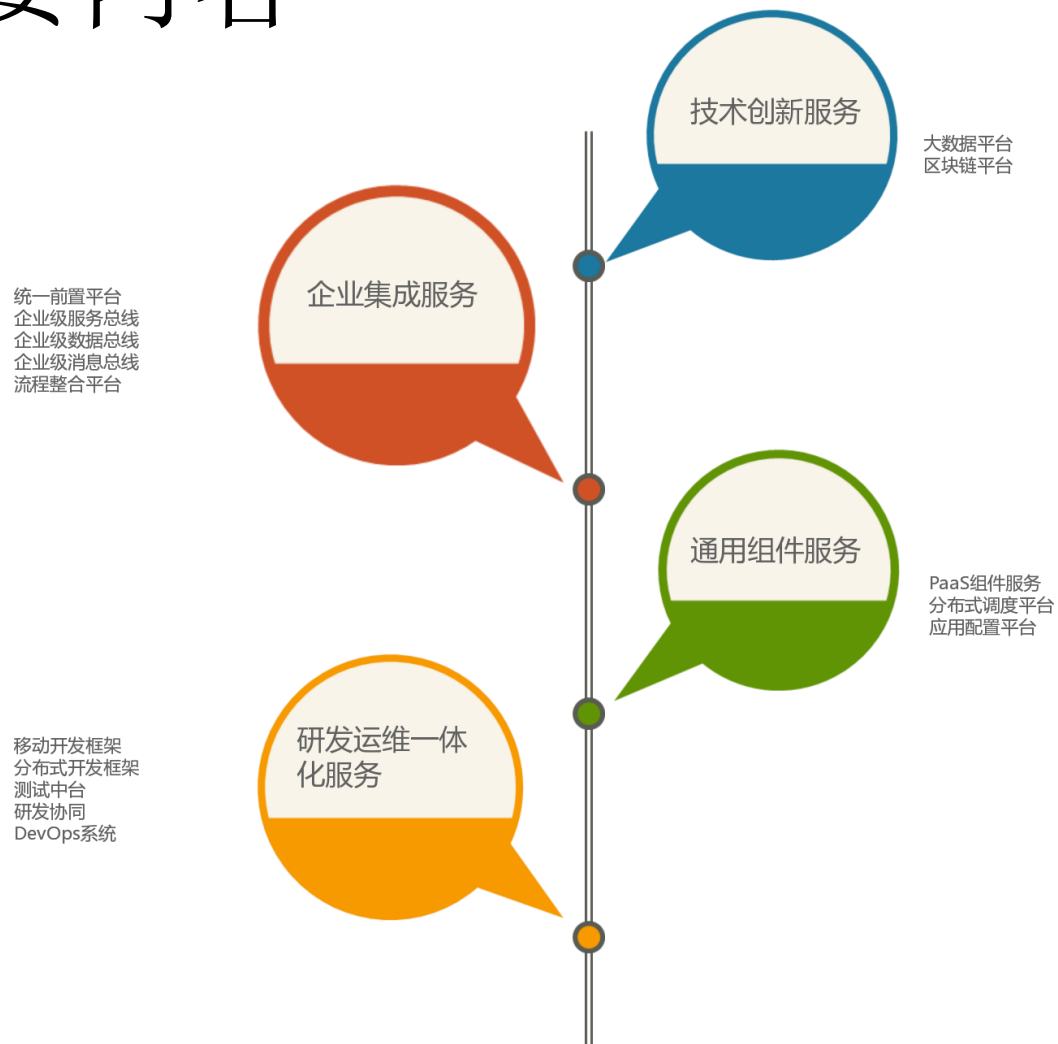 技术创新服务
大数据平台
区块链平台
企业集成服务
统一前置平台
企业级服务总线
企业级数据总线
企业级消息总线
流程整合平台
通用组件服务
PaaS组件服务
分布式调度平台
应用配置平台
研发运维一体
化服务
移动开发框架
分布式开发框架
测试中台
研发协同
DevOps系统